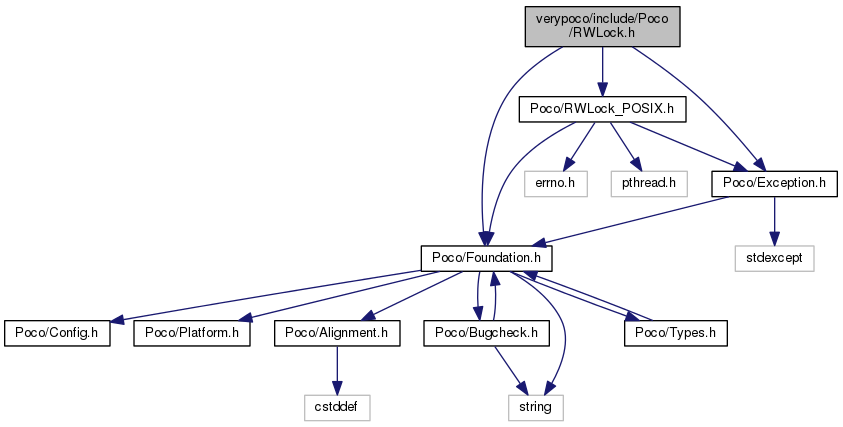 verypoco/include/Poco
/RWLock.h
Poco/RWLock_POSIX.h
errno.h
pthread.h
Poco/Exception.h
Poco/Foundation.h
stdexcept
Poco/Config.h
Poco/Platform.h
Poco/Alignment.h
Poco/Bugcheck.h
Poco/Types.h
cstddef
string